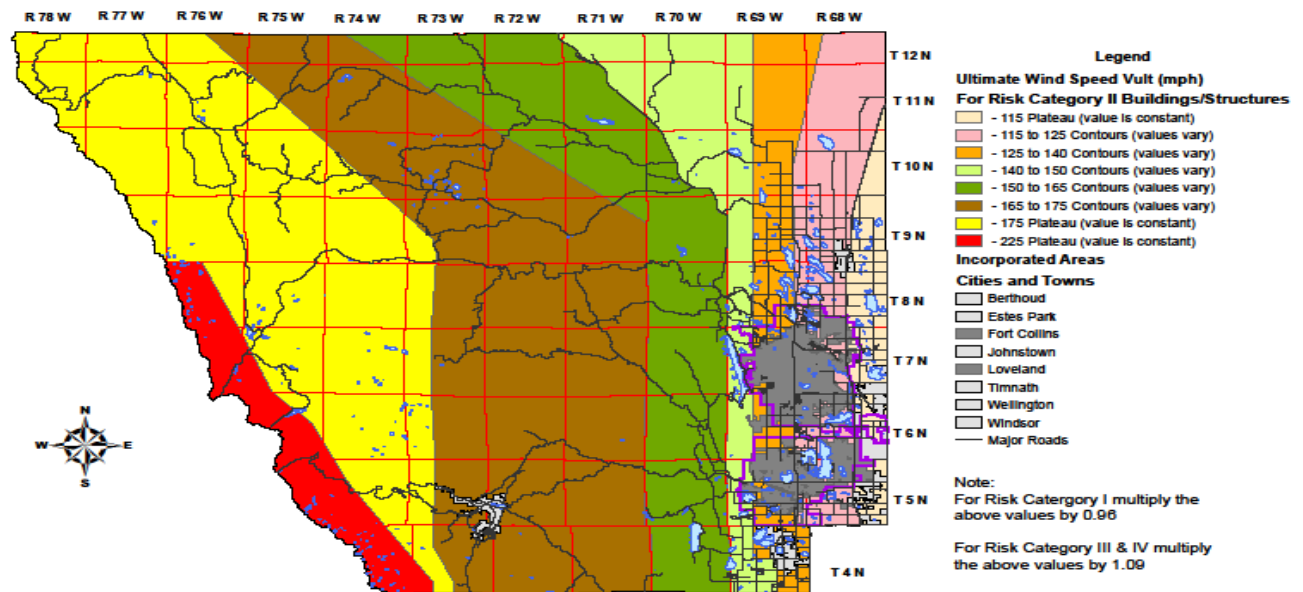 R 78 W R 77 W R 76 W R 75 W R 74 W R 73 W R 72 W R 71 W R 70 W R 69 W R 68 W
T 12 N
T 11 N
T 10 N
T 9 N
T 8 N
T 7 N
T 6 N
T 5 N
T 4 N
N
W E
S
Legend
Ultimate Wind Speed Vult (mph)
For Risk Category II Buildings/Structures
- 115 Plateau (value is constant)
- 115 to 125 Contours (values vary)
- 125 to 140 Contours (values vary)
- 140 to 150 Contours (values vary)
- 150 to 165 Contours (values vary)
- 165 to 175 Contours (values vary)
- 175 Plateau (value is constant)
- 225 Plateau (value is constant)
Incorporated Areas
Cities and Towns
Berthoud
Estes Park
Fort Collins
Johnstown
Loveland
Timnath
Wellington
Windsor
Major Roads
Note:
For Risk Catergory I multiply the
above values by 0.96
For Risk Category III & IV multiply
the above values by 1.09